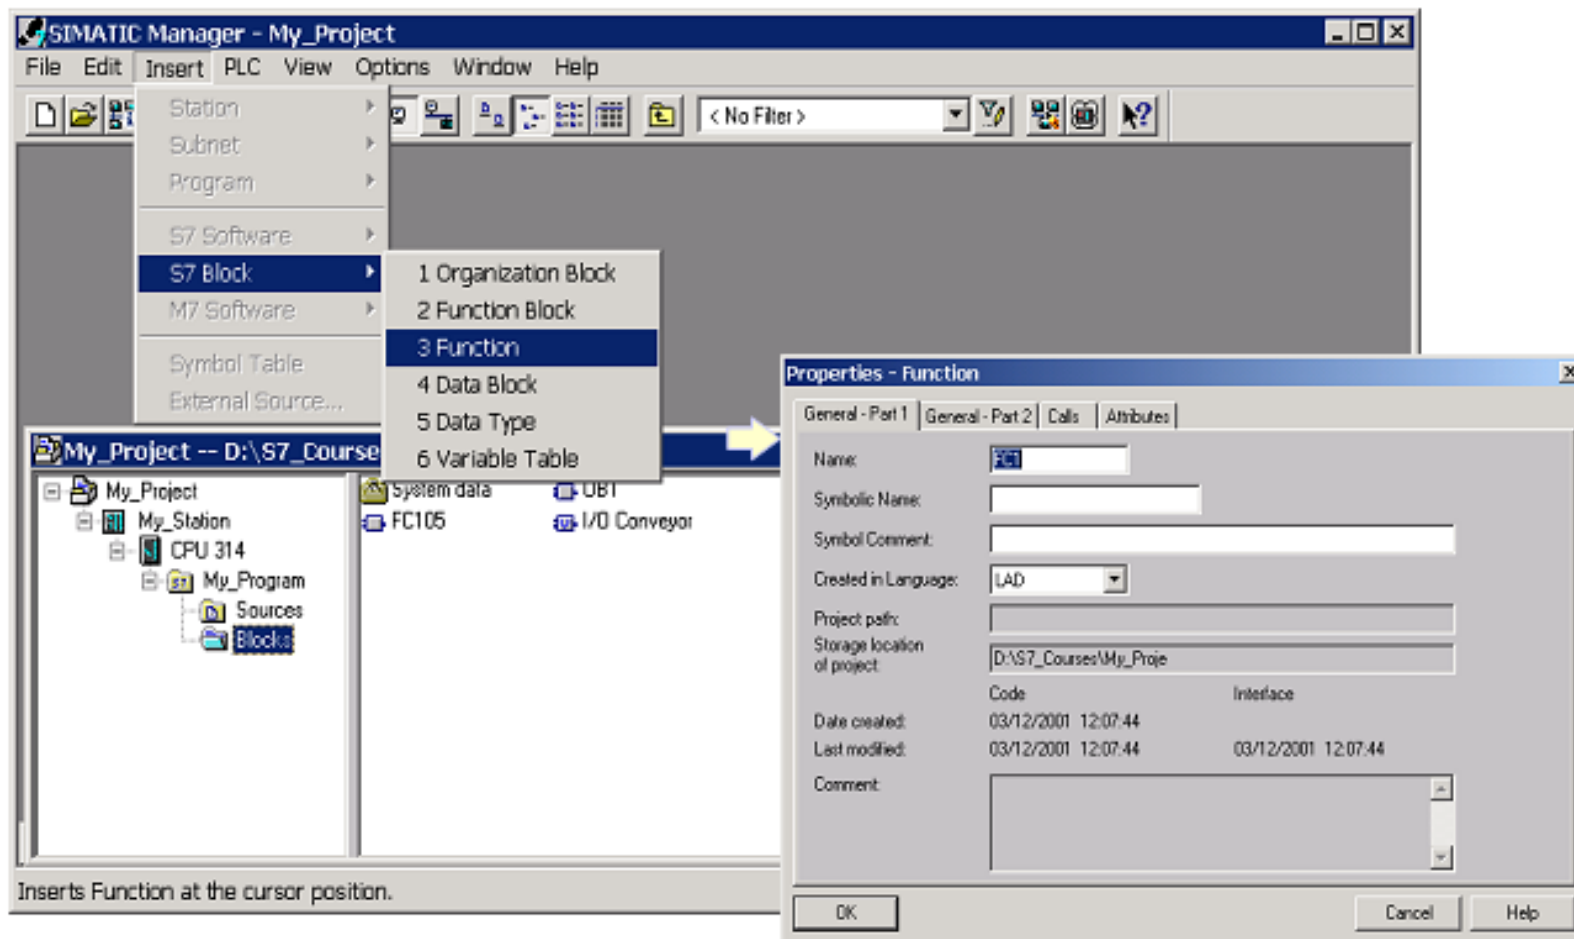 SIMATIC Manager - My_Project
File Edit Insert PLC View Options Window Help
< No Filter >
Station
Subnet
Program
S7 Software
S7 Block
M7 Software
Symbol Table
External Source...
1 Organization Block
2 Function Block
3 Function
4 Data Block
5 Data Type
6 Variable Table
My_Project -- D:\S7_Course
My_Project
My_Station
CPU 314
My_Program
Sources
Blocks
System data OB1
FC105 I/O Conveyor
Inserts Function at the cursor position.
Properties - Function
General - Part 1 General - Part 2 Calls Attributes
Name: FC1
Symbolic Name:
Symbol Comment:
Created in Language: LAD
Project path:
Storage location
of project: D:\S7_Courses\My_Proje
Code Interface
Date created: 03/12/2001 12:07:44
Last modified: 03/12/2001 12:07:44 03/12/2001 12:07:44
Comment:
OK Cancel Help